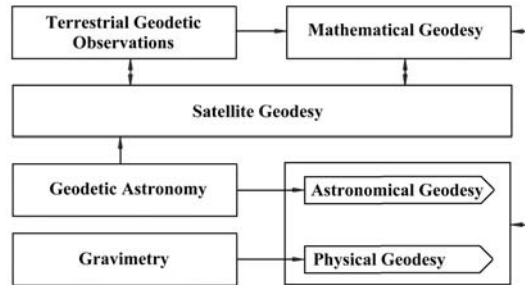 Terrestrial Geodetic
Observations
Mathematical Geodesy
Satellite Geodesy
Geodetic Astronomy
Astronomical Geodesy
Gravimetry
Physical Geodesy